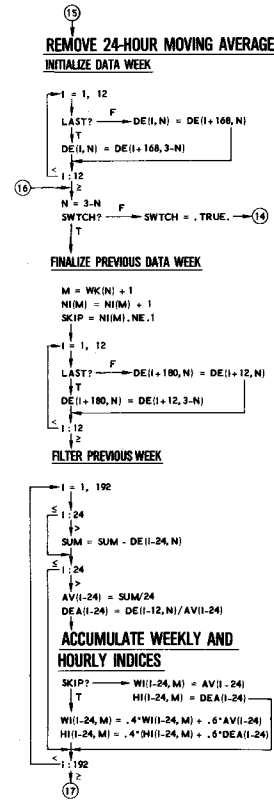 15
REMOVE 24-HOUR MOVING AVERAGE
INITIALIZE DATA WEEK
I = 1, 12
LAST? F DE(I,N) = DE(I+168,N)
T
DE(I,N) = DE(I+168,3-N)
<
I:12
≥
16
N = 3-N
SWTCH? F SWTCH = .TRUE. 14
T
FINALIZE PREVIOUS DATA WEEK
M = WK(N) + 1
NI(M) = NI(M) + 1
SKIP = NI(M).NE.1
I = 1, 12
LAST? F DE(I+180,N) = DE(I+12,N)
T
DE(I+180,N) = DE(I+12,3-N)
<
I:12
≥
FILTER PREVIOUS WEEK
I = 1, 192
≤
I:24
>
SUM = SUM - DE(I-24,N)
≤
I:24
>
AV(I-24) = SUM/24
DEA(I-24) = DE(I-12,N)/AV(I-24)
ACCUMULATE WEEKLY AND
HOURLY INDICES
SKIP? WI(I-24,M) = AV(I-24)
T HI(I-24,M) = DEA(I-24)
WI(I-24,M) = .4*WI(I-24,M) + .6*AV(I-24)
HI(I-24,M) = .4*(HI(I-24,M) + .6*DEA(I-24)
<
I:192
≥
17